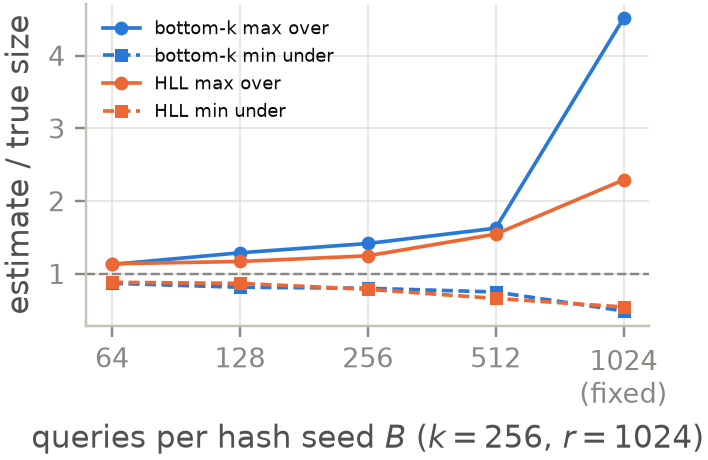 estimate / true size
bottom-k max over
bottom-k min under
HLL max over
HLL min under
4
3
2
1
64 128 256 512 1024
(fixed)
queries per hash seed B (k = 256, r = 1024)